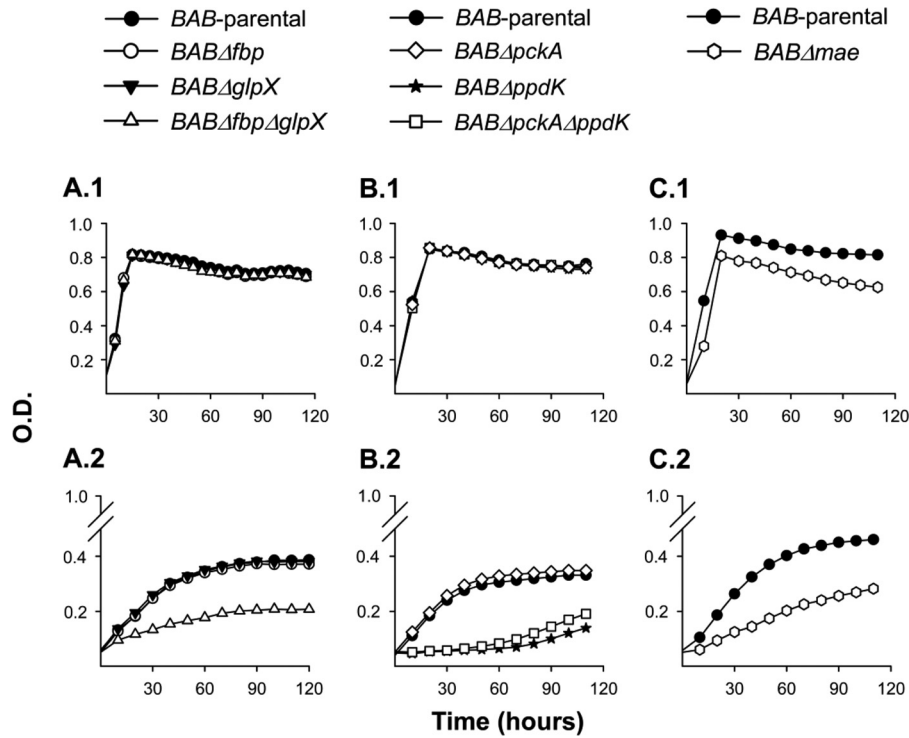 BAB-parental
BABΔfbp
BABΔglpX
BABΔfbpΔglpX
BAB-parental
BABΔpckA
BABΔppdK
BABΔpckAΔppdK
BAB-parental
BABΔmae
A.1
1.0
0.8
0.6
0.4
0.2
30 60 90 120
B.1
1.0
0.8
0.6
0.4
0.2
30 60 90 120
C.1
1.0
0.8
0.6
0.4
0.2
30 60 90 120
O.D.
A.2
1.0
0.4
0.2
30 60 90 120
B.2
1.0
0.4
0.2
30 60 90 120
C.2
1.0
0.4
0.2
30 60 90 120
Time (hours)